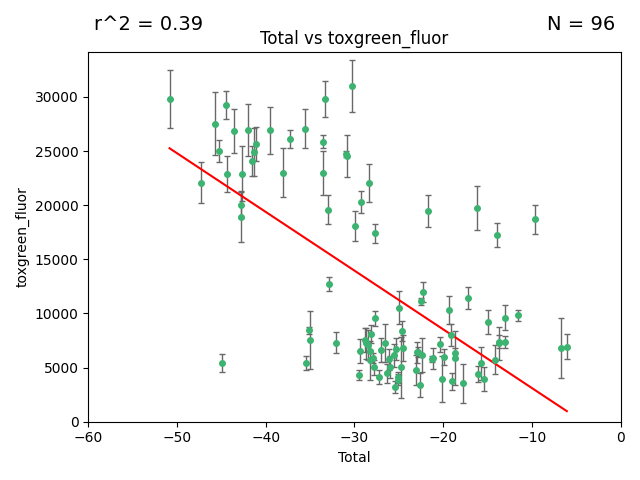 r^2 = 0.39
N = 96
Total vs toxgreen_fluor
30000
25000
20000
15000
10000
5000
0
toxgreen_fluor
−60
−50
−40
−30
−20
−10
0
Total